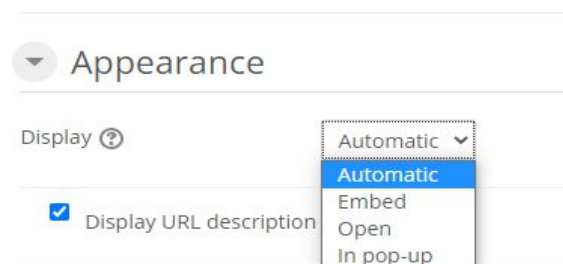 Appearance
Display
Automatic
Automatic
Embed
Display URL description
Open
In pop-up